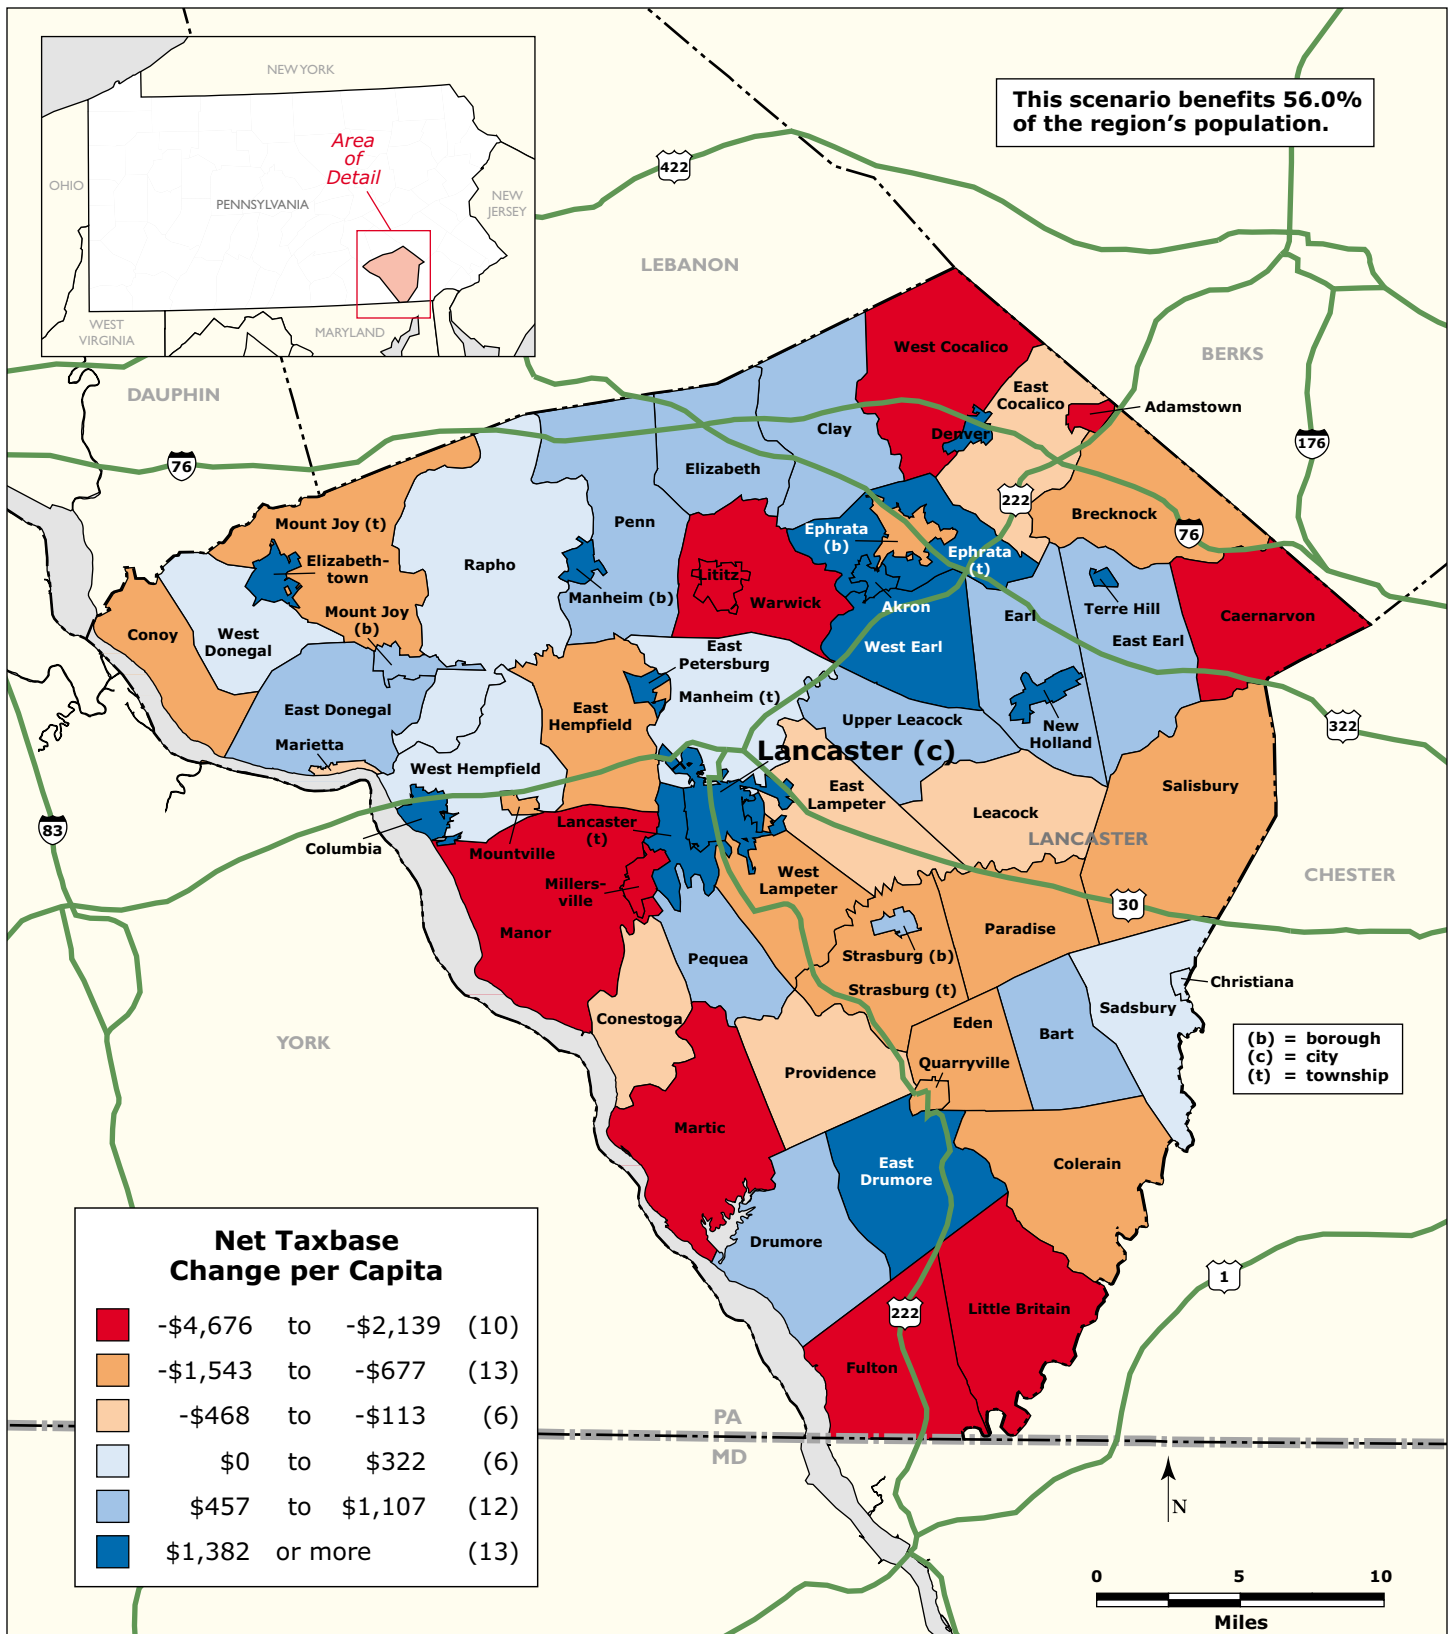 NEW YORK
OHIO
PENNSYLVANIA
NEW
JERSEY
WEST
VIRGINIA
MARYLAND
Area
of
Detail
This scenario benefits 56.0%
of the region's population.
422
LEBANON
DAUPHIN
BERKS
76
176
West Cocalico
East
Cocalico
Adamstown
Denver
Clay
Elizabeth
222
Brecknock
76
Penn
Mount Joy (t)
Ephrata
(b)
Ephrata
(t)
Elizabeth-
town
Rapho
Lititz
Warwick
Manheim (b)
Akron
Earl
Terre Hill
East Earl
Caernarvon
Mount Joy
(b)
Conoy
West
Donegal
West Earl
East
Petersburg
Manheim (t)
East Donegal
East
Hempfield
Upper Leacock
New
Holland
322
Marietta
Lancaster (c)
West Hempfield
East
Lampeter
Salisbury
Leacock
83
Lancaster
(t)
LANCASTER
Columbia
Mountville
CHESTER
West
Lampeter
Millers-
ville
30
Manor
Paradise
Strasburg (b)
Pequea
Strasburg (t)
Christiana
Sadsbury
Conestoga
Eden
Bart
YORK
Quarryville
Providence
(b) = borough
(c) = city
(t) = township
Martic
East
Drumore
Colerain
Drumore
1
222
Little Britain
Fulton
PA
MD
Net Taxbase
Change per Capita
-$4,676 to -$2,139 (10)
-$1,543 to -$677 (13)
-$468 to -$113 (6)
$0 to $322 (6)
$457 to $1,107 (12)
$1,382 or more (13)
N
0 5 10
Miles